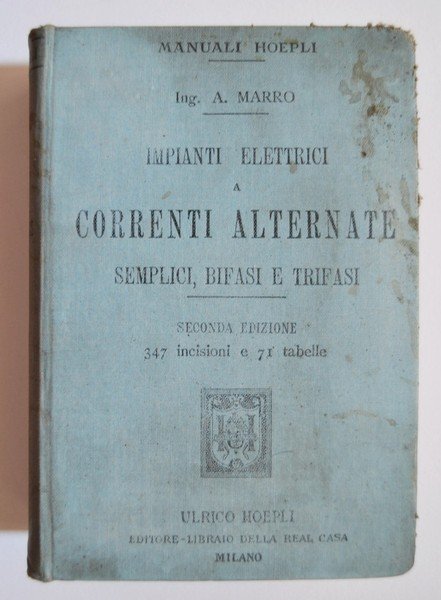 MANUALI HOEPLI
Ing. A. MARRO
IMPIANTI ELETTRICI
A
CORRENTI ALTERNATE
SEMPLICI, BIFASI E TRIFASI
SECONDA EDIZIONE
347 incisioni e 71 tabelle
ULRICO HOEPLI
EDITORE-LIBRAIO DELLA REAL CASA
MILANO